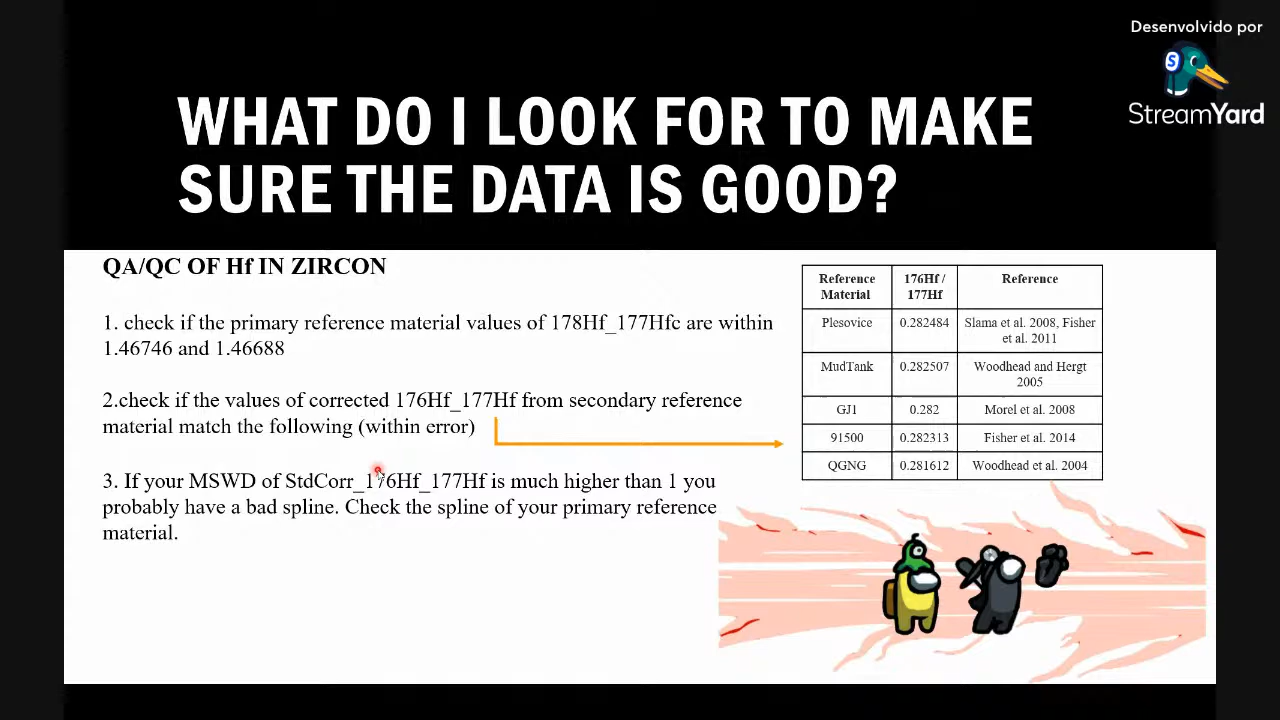 Desenvolvido por
StreamYard
WHAT DO I LOOK FOR TO MAKE
SURE THE DATA IS GOOD?
QA/QC OF Hf IN ZIRCON
1. check if the primary reference material values of 178Hf_177Hfc are within
1.46746 and 1.46688
2.check if the values of corrected 176Hf_177Hf from secondary reference
material match the following (within error)
3. If your MSWD of StdCorr_176Hf_177Hf is much higher than 1 you
probably have a bad spline. Check the spline of your primary reference
material.
Reference Material 176Hf / 177Hf Reference
Plesovice 0.282484 Slama et al. 2008, Fisher et al. 2011
MudTank 0.282507 Woodhead and Hergt 2005
GJ1 0.282 Morel et al. 2008
91500 0.282313 Fisher et al. 2014
QGNG 0.281612 Woodhead et al. 2004